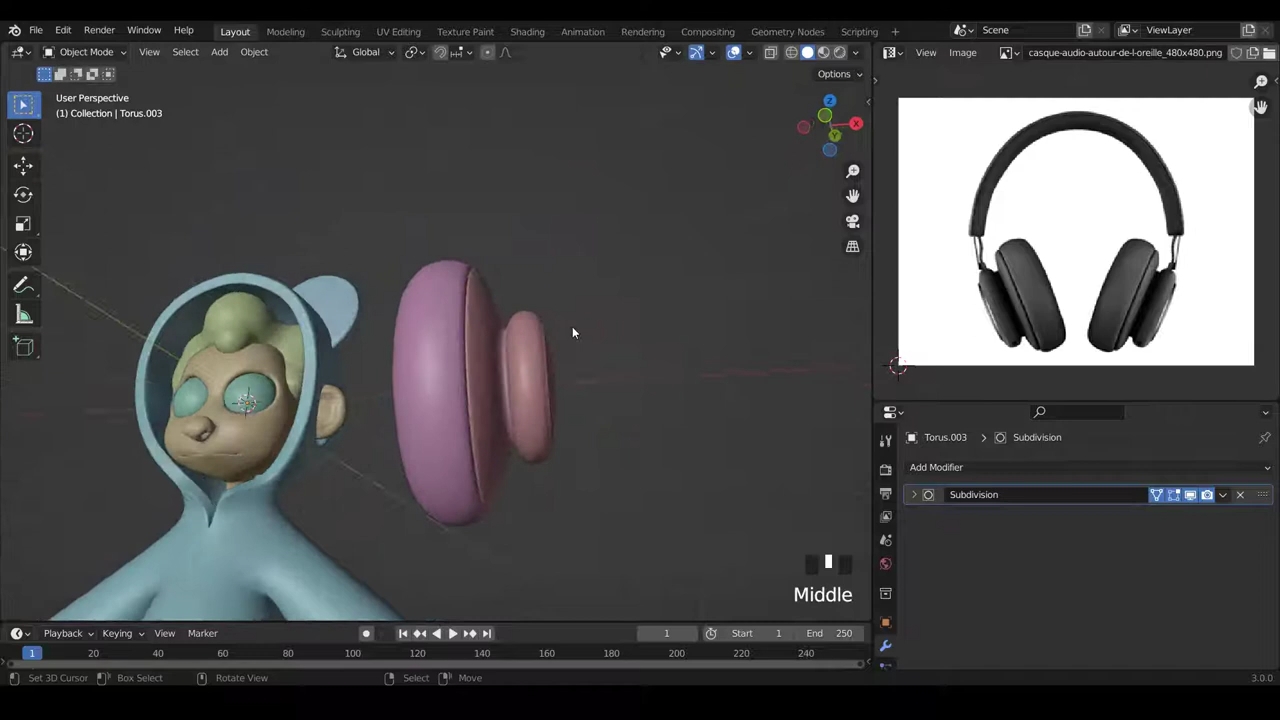 File Edit Render Window Help Layout Modeling Sculpting UV Editing Texture Paint Shading Animation Rendering Compositing Geometry Nodes Scripting + Scene ViewLayer
Object Mode View Select Add Object Global View Image casque-audio-autour-de-l-oreille_480x480.png
Options
User Perspective
(1) Collection | Torus.003
Z
X
Y
Torus.003 > Subdivision
Add Modifier
Subdivision
Middle
Playback Keying View Marker 1 Start 1 End 250
1 20 40 60 80 100 120 140 160 180 200 220 240
Set 3D Cursor Box Select Rotate View Select Move 3.0.0